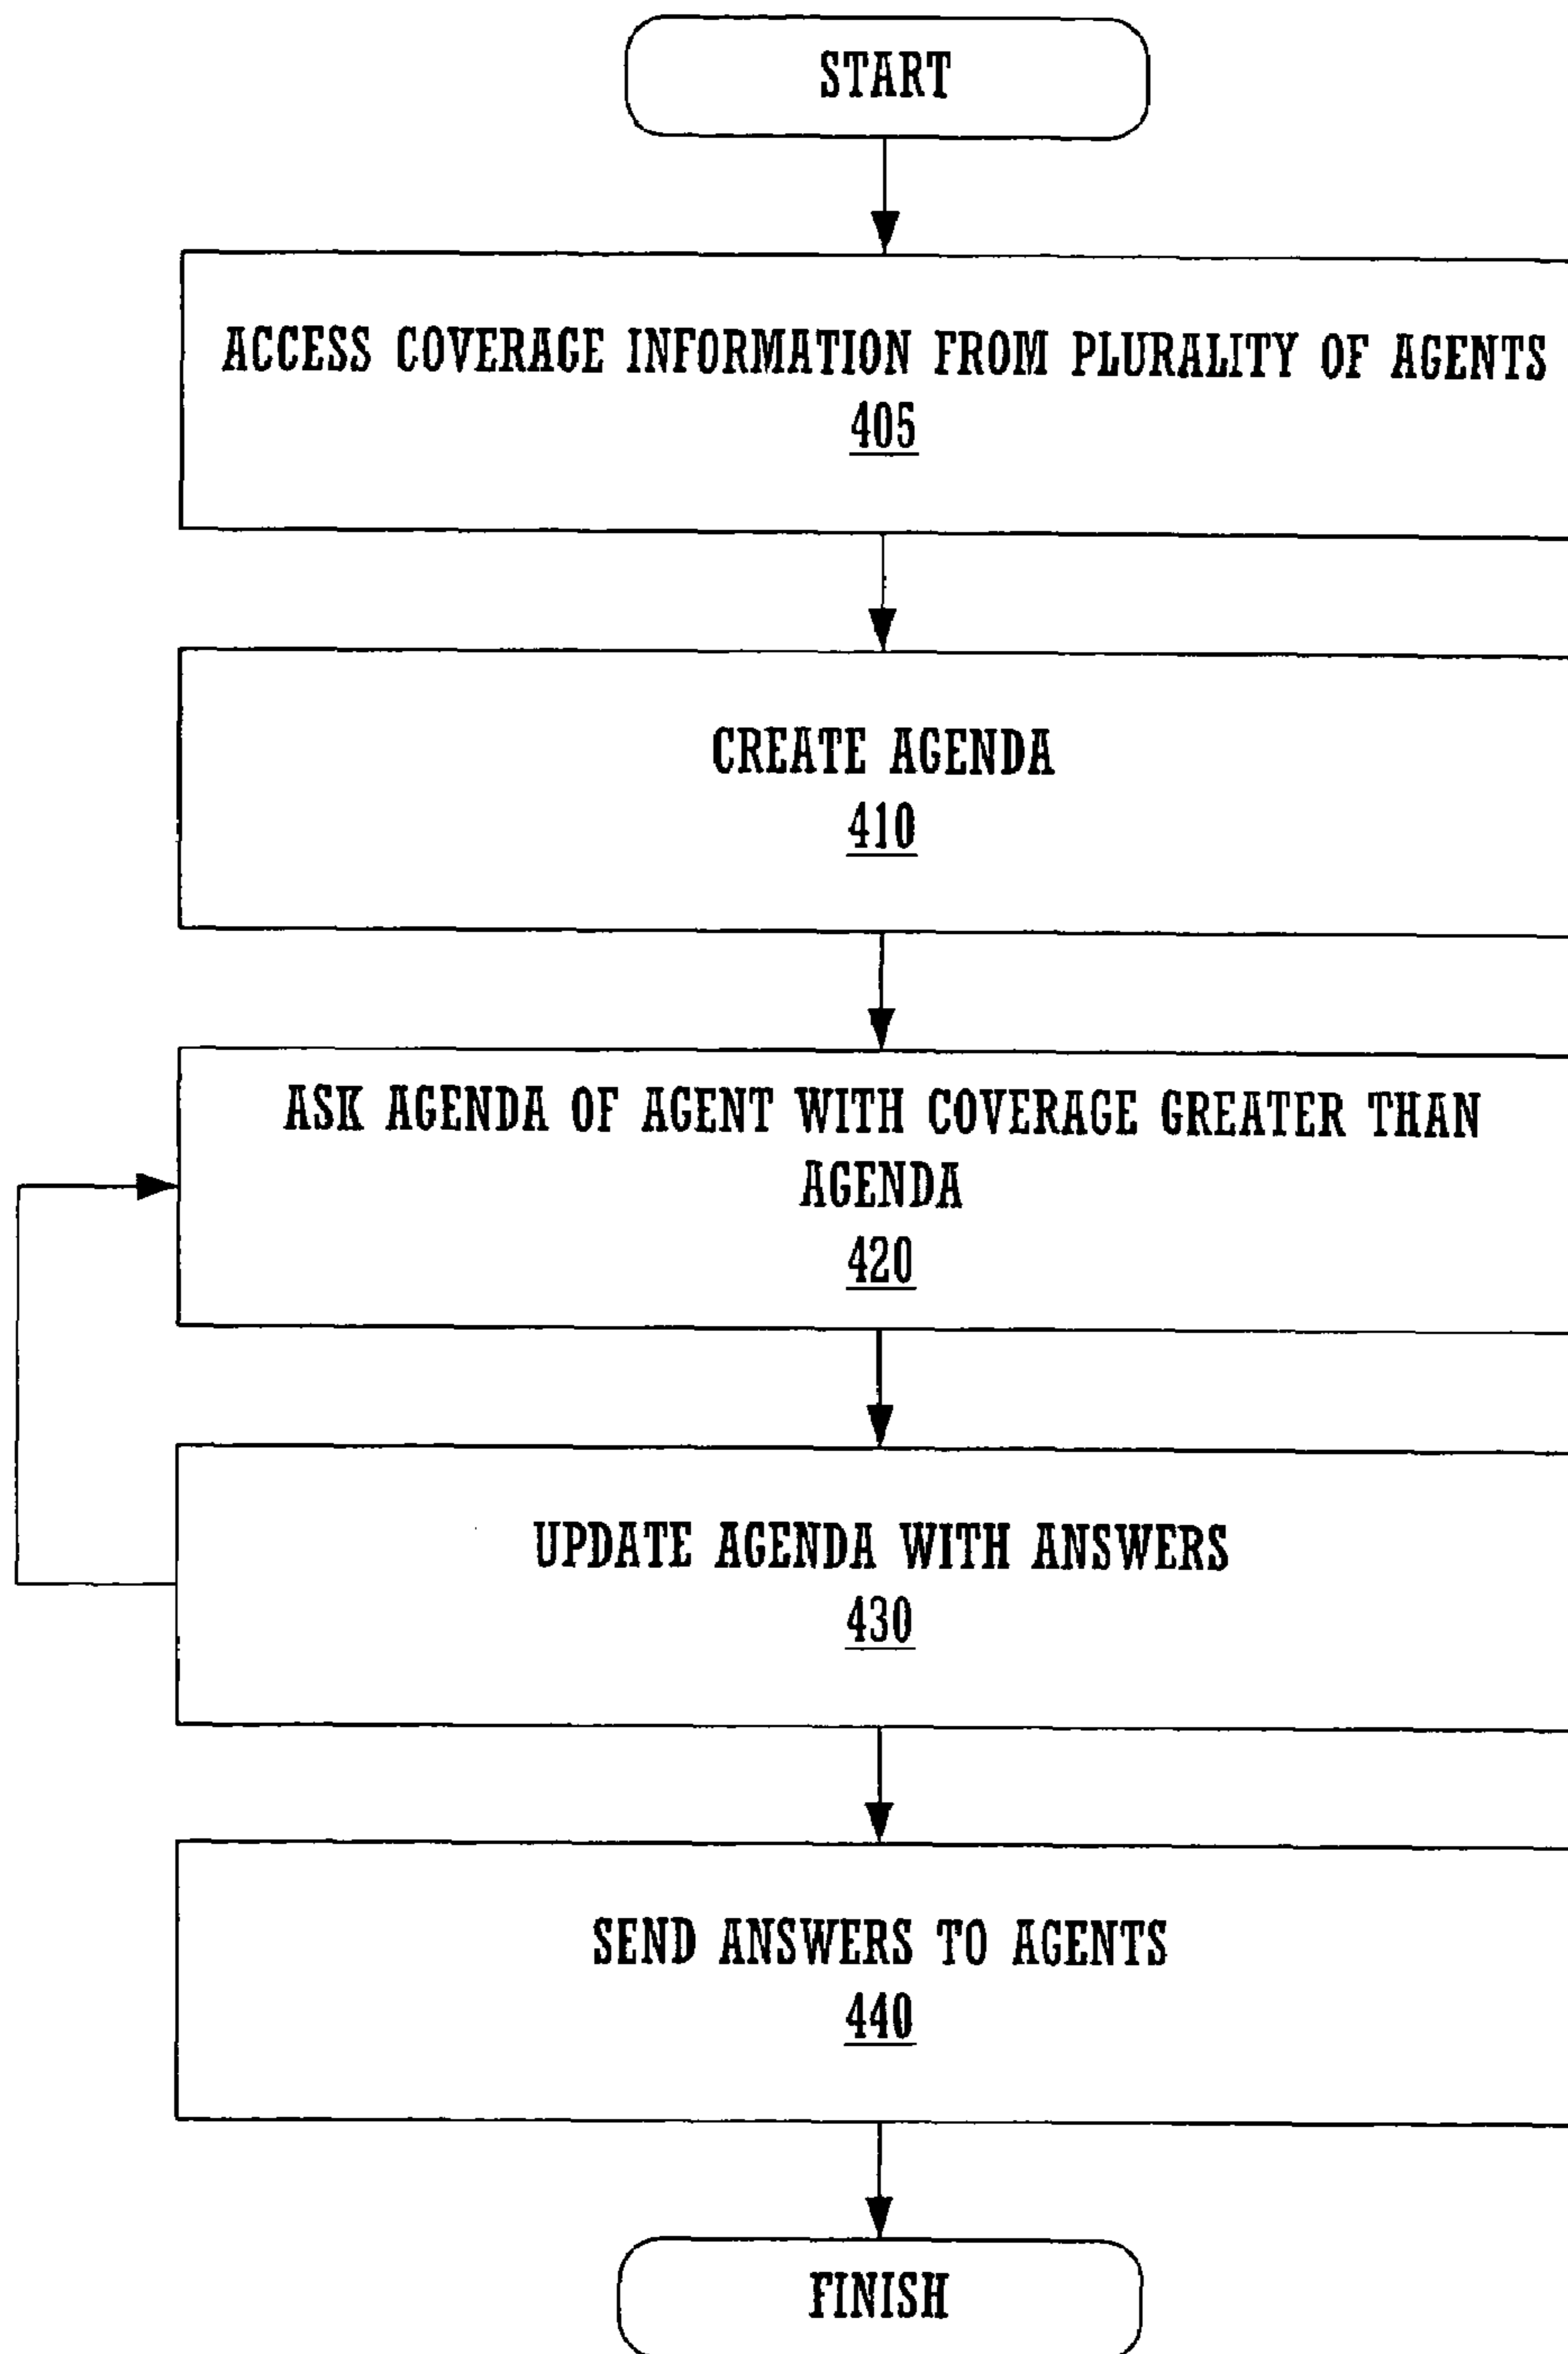 START
ACCESS COVERAGE INFORMATION FROM PLURALITY OF AGENTS
405
CREATE AGENDA
410
ASK AGENDA OF AGENT WITH COVERAGE GREATER THAN
AGENDA
420
UPDATE AGENDA WITH ANSWERS
430
SEND ANSWERS TO AGENTS
440
FINISH